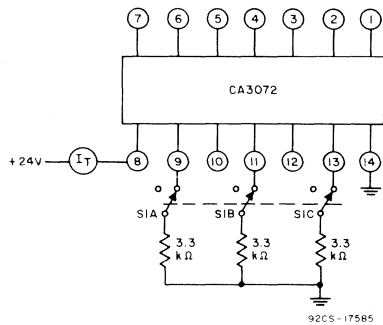 7 6 5 4 3 2 1
CA3072
+24V IT 8 9 10 11 12 13 14
S1A S1B S1C
3.3 3.3 3.3
kΩ kΩ kΩ
92CS-17585